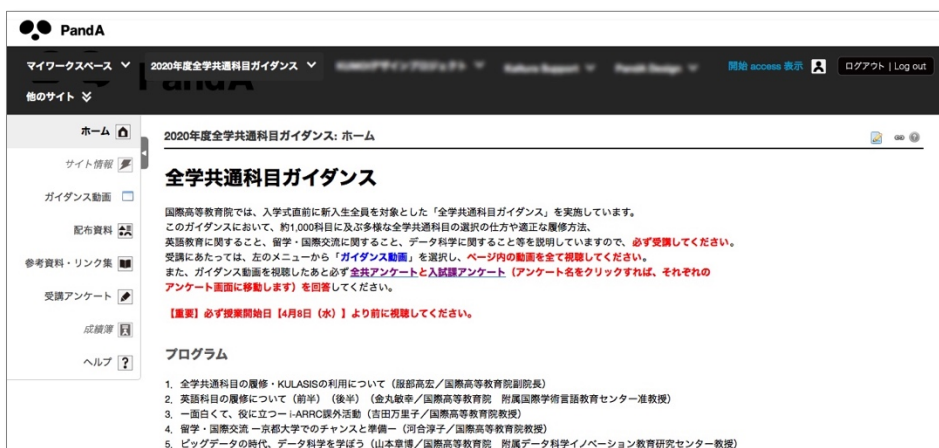 PandA
マイワークスペース
2020年度全学共通科目ガイダンス
開始 access 表示
ログアウト | Log out
他のサイト
ホーム
サイト情報
ガイダンス動画
配布資料
参考資料・リンク集
受講アンケート
成績簿
ヘルプ
2020年度全学共通科目ガイダンス: ホーム
全学共通科目ガイダンス
国際高等教育院では、入学式直前に新入生全員を対象とした「全学共通科目ガイダンス」を実施しています。
このガイダンスにおいて、約1,000科目に及ぶ多様な全学共通科目の選択の仕方や適正な履修方法、
英語教育に関すること、留学・国際交流に関すること、データ科学に関すること等を説明していますので、必ず受講してください。
受講にあたっては、左のメニューから「ガイダンス動画」を選択し、ページ内の動画を全て視聴してください。
また、ガイダンス動画を視聴したあと必ず全共アンケートと入試課アンケート（アンケート名をクリックすれば、それぞれの
アンケート画面に移動します）を回答してください。
【重要】必ず授業開始日【4月8日（水）】より前に視聴してください。
プログラム
1. 全学共通科目の履修・KULASISの利用について（服部高宏／国際高等教育院副院長）
2. 英語科目の履修について（前半）（後半）（金丸敏幸／国際高等教育院　附属国際学術言語教育センター准教授）
3. 一面白くて、役に立つー i-ARRC課外活動（吉田万里子／国際高等教育院教授）
4. 留学・国際交流 ー京都大学でのチャンスと準備ー（河合淳子／国際高等教育院教授）
5. ビッグデータの時代、データ科学を学ぼう（山本章博／国際高等教育院　附属データ科学イノベーション教育研究センター教授）